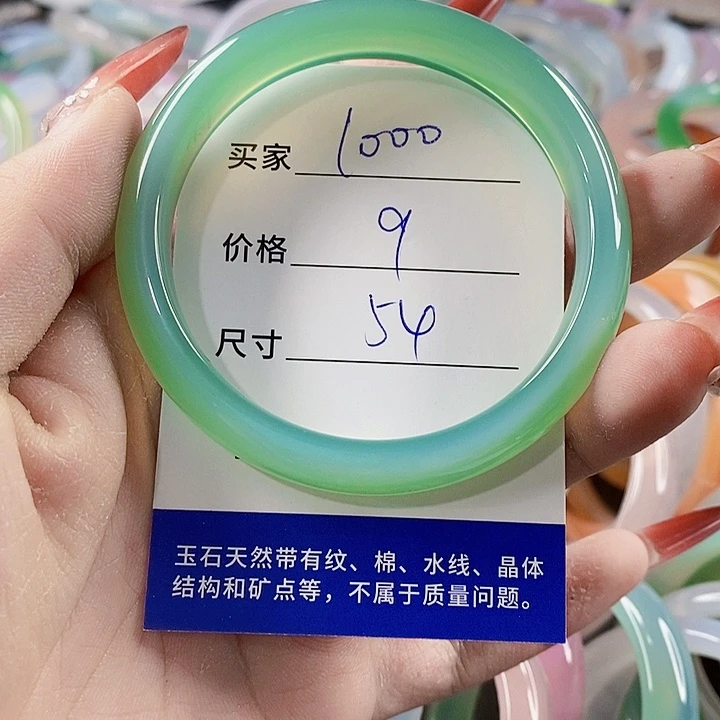 买家 1000
价格 9
尺寸 54
玉石天然带有纹、棉、水线、晶体
结构和矿点等，不属于质量问题。